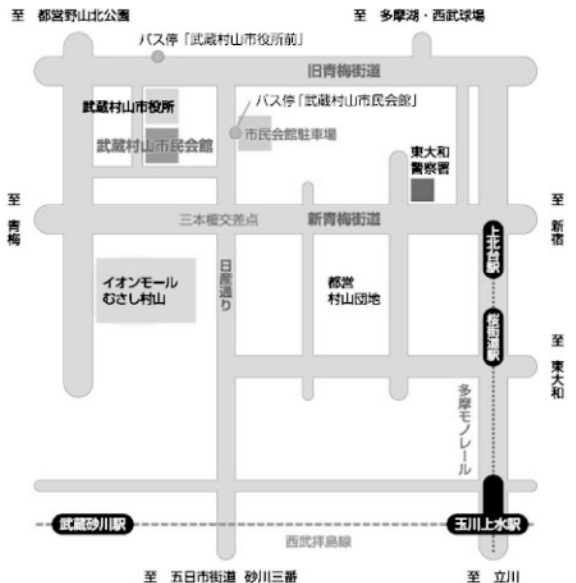 至 都営野山北公園
至 多摩湖・西武球場
バス停「武蔵村山市役所前」
旧青梅街道
武蔵村山市役所
バス停「武蔵村山市民会館」
武蔵村山市民会館
市民会館駐車場
東大和
警察署
至 青梅
三本榎交差点
新青梅街道
至 新宿
上北台駅
イオンモール
むさし村山
日産通り
都営
村山団地
桜街道駅
至 東大和
多摩モノレール
武蔵砂川駅
玉川上水駅
西武拝島線
至 五日市街道 砂川三番
至 立川